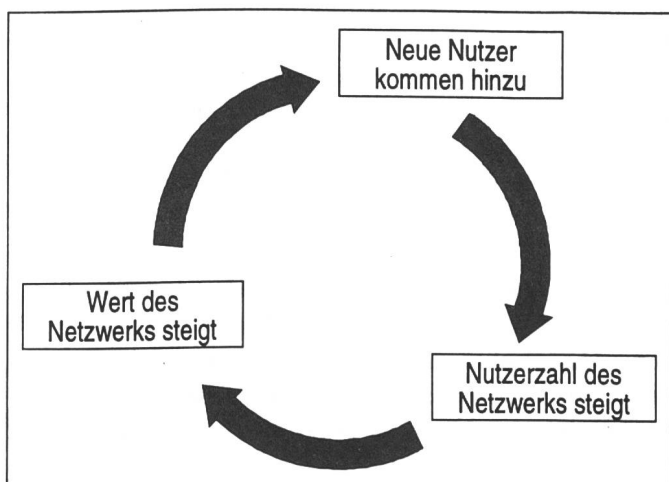 Neue Nutzer
kommen hinzu
Nutzerzahl des
Netzwerks steigt
Wert des
Netzwerks steigt